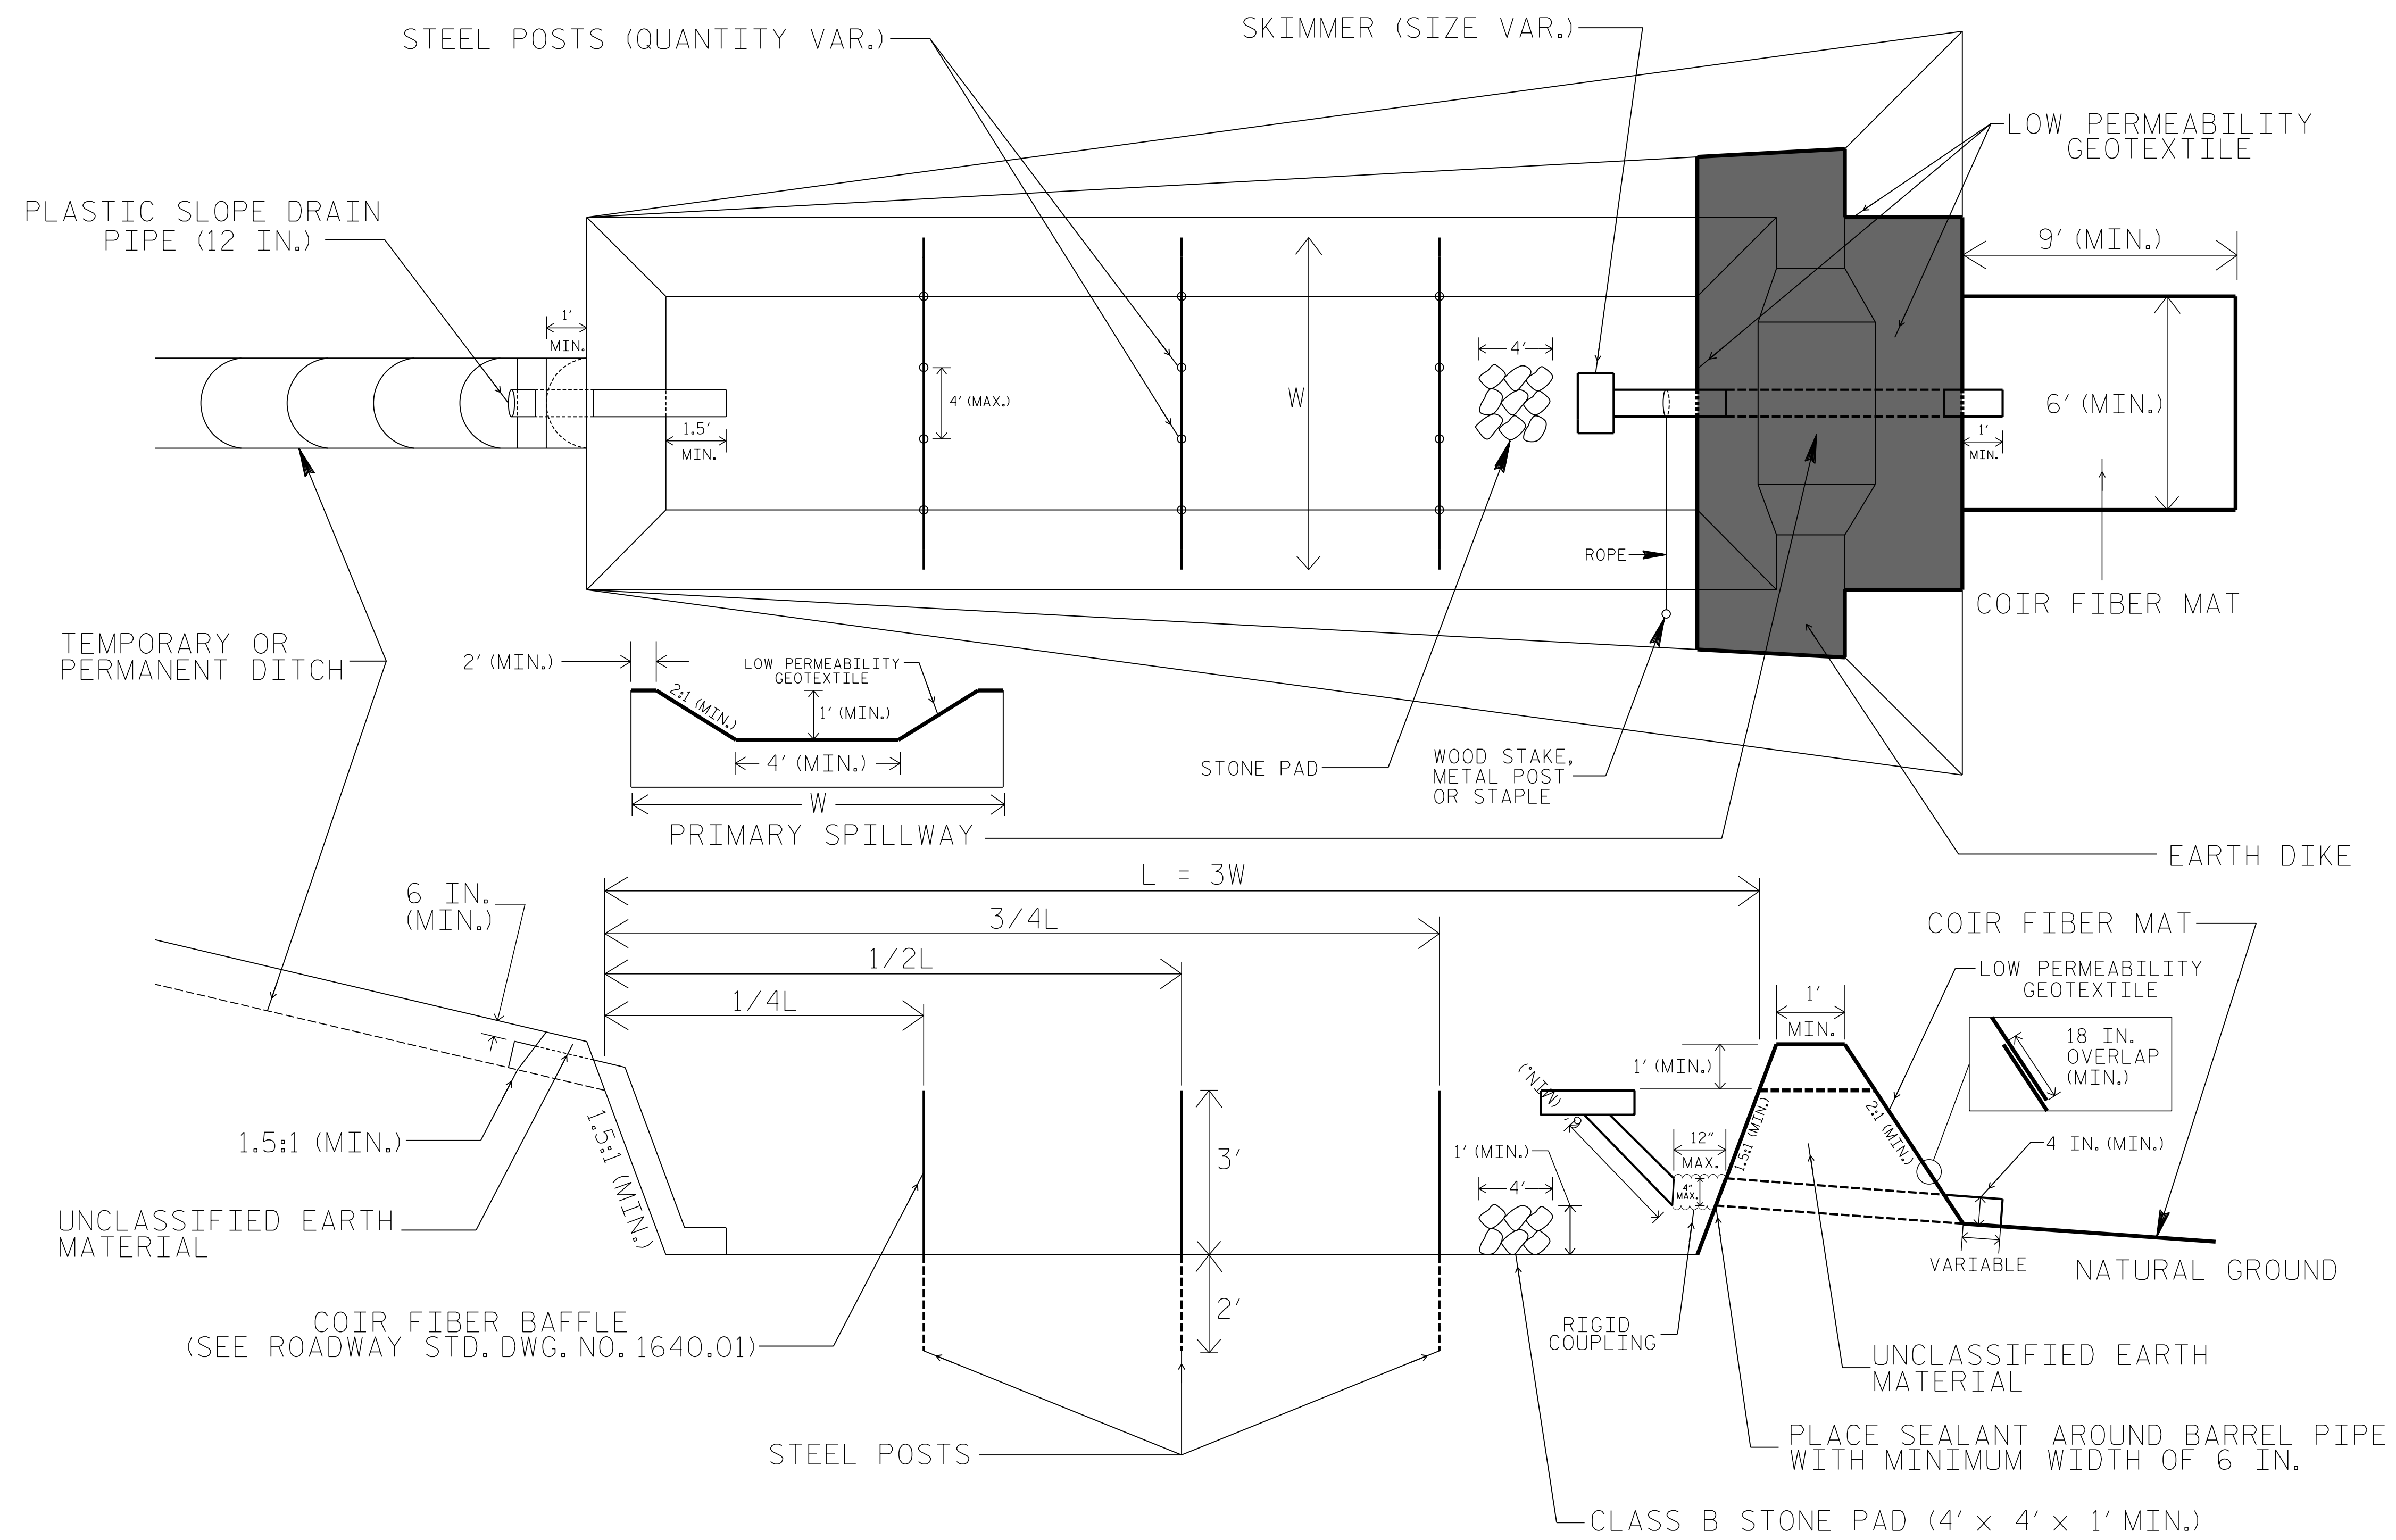 STEEL POSTS (QUANTITY VAR.)
SKIMMER (SIZE VAR.)
LOW PERMEABILITY
GEOTEXTILE
PLASTIC SLOPE DRAIN
PIPE (12 IN.)
9' (MIN.)
1'
MIN.
4'
W
4' (MAX.)
6' (MIN.)
1.5'
MIN.
1'
MIN.
ROPE
COIR FIBER MAT
TEMPORARY OR
PERMANENT DITCH
2' (MIN.)
LOW PERMEABILITY
GEOTEXTILE
2:1 (MIN.)
1' (MIN.)
4' (MIN.)
W
PRIMARY SPILLWAY
STONE PAD
WOOD STAKE,
METAL POST
OR STAPLE
EARTH DIKE
L = 3W
6 IN.
(MIN.)
3/4L
1/2L
1/4L
COIR FIBER MAT
LOW PERMEABILITY
GEOTEXTILE
1'
MIN.
18 IN.
OVERLAP
(MIN.)
1' (MIN.)
6' (MIN.)
1.5:1 (MIN.)
2:1 (MIN.)
12"
MAX.
4"
MAX.
1' (MIN.)
4'
4 IN. (MIN.)
1.5:1 (MIN.)
1.5:1 (MIN.)
3'
2'
UNCLASSIFIED EARTH
MATERIAL
VARIABLE
NATURAL GROUND
COIR FIBER BAFFLE
(SEE ROADWAY STD. DWG. NO. 1640.01)
RIGID
COUPLING
UNCLASSIFIED EARTH
MATERIAL
STEEL POSTS
PLACE SEALANT AROUND BARREL PIPE
WITH MINIMUM WIDTH OF 6 IN.
CLASS B STONE PAD (4' x 4' x 1' MIN.)